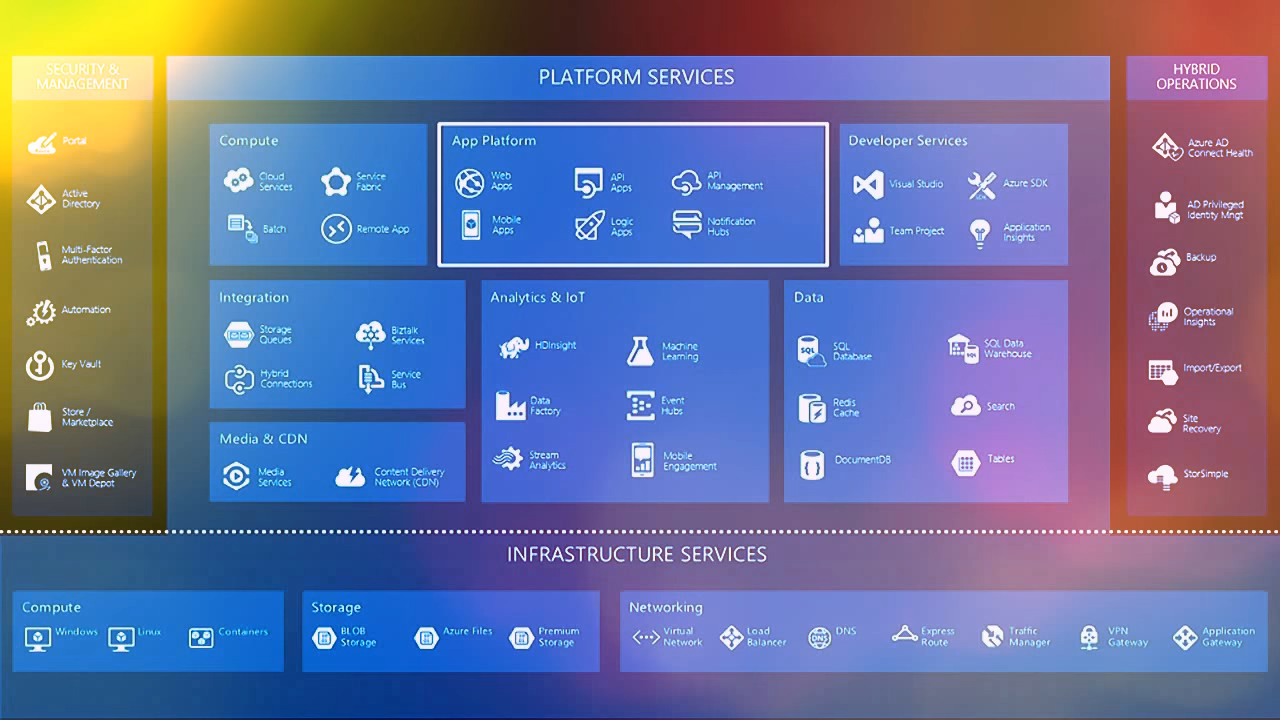 SECURITY &
MANAGEMENT
Portal
Active
Directory
Multi-Factor
Authentication
Automation
Key Vault
Store /
Marketplace
VM Image Gallery
& VM Depot
PLATFORM SERVICES
Compute
Cloud
Services
Service
Fabric
Batch
Remote App
App Platform
Web
Apps
API
Apps
API
Management
Mobile
Apps
Logic
Apps
Notification
Hubs
Developer Services
Visual Studio
Azure SDK
Team Project
Application
Insights
Integration
Storage
Queues
Biztalk
Services
Hybrid
Connections
Service
Bus
Media & CDN
Media
Services
Content Delivery
Network (CDN)
Analytics & IoT
HDInsight
Machine
Learning
Data
Factory
Event
Hubs
Stream
Analytics
Mobile
Engagement
Data
SQL
SQL
Database
SQL
SQL Data
Warehouse
Redis
Cache
Search
DocumentDB
Tables
HYBRID
OPERATIONS
Azure AD
Connect Health
AD Privileged
Identity Mngt
Backup
Operational
Insights
Import/Export
Site
Recovery
StorSimple
INFRASTRUCTURE SERVICES
Compute
Windows
Linux
Containers
Storage
BLOB
Storage
Azure Files
Premium
Storage
Networking
Virtual
Network
Load
Balancer
DNS
DNS
Express
Route
Traffic
Manager
VPN
Gateway
Application
Gateway